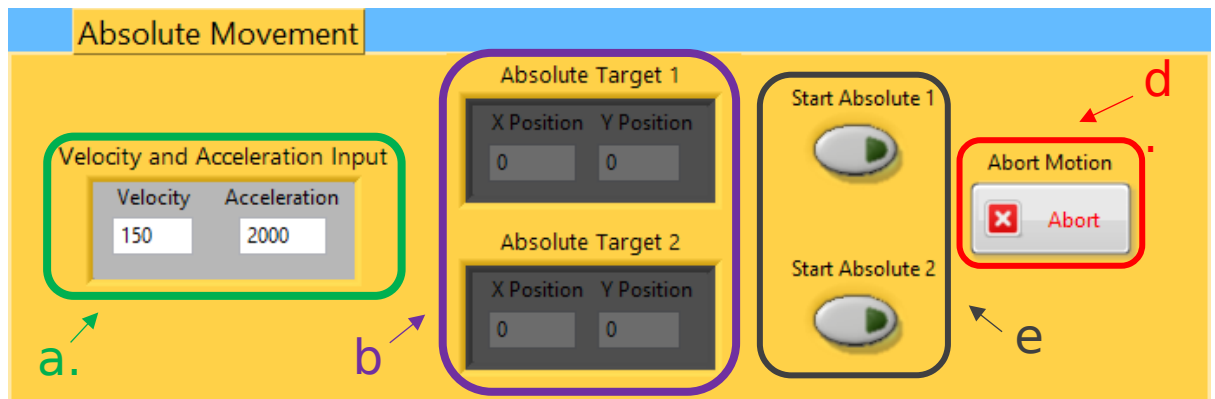 Absolute Movement
Velocity and Acceleration Input
Velocity Acceleration
150 2000
a.
Absolute Target 1
X Position Y Position
0 0
Absolute Target 2
X Position Y Position
0 0
b
Start Absolute 1
Start Absolute 2
e
d
.
Abort Motion
Abort